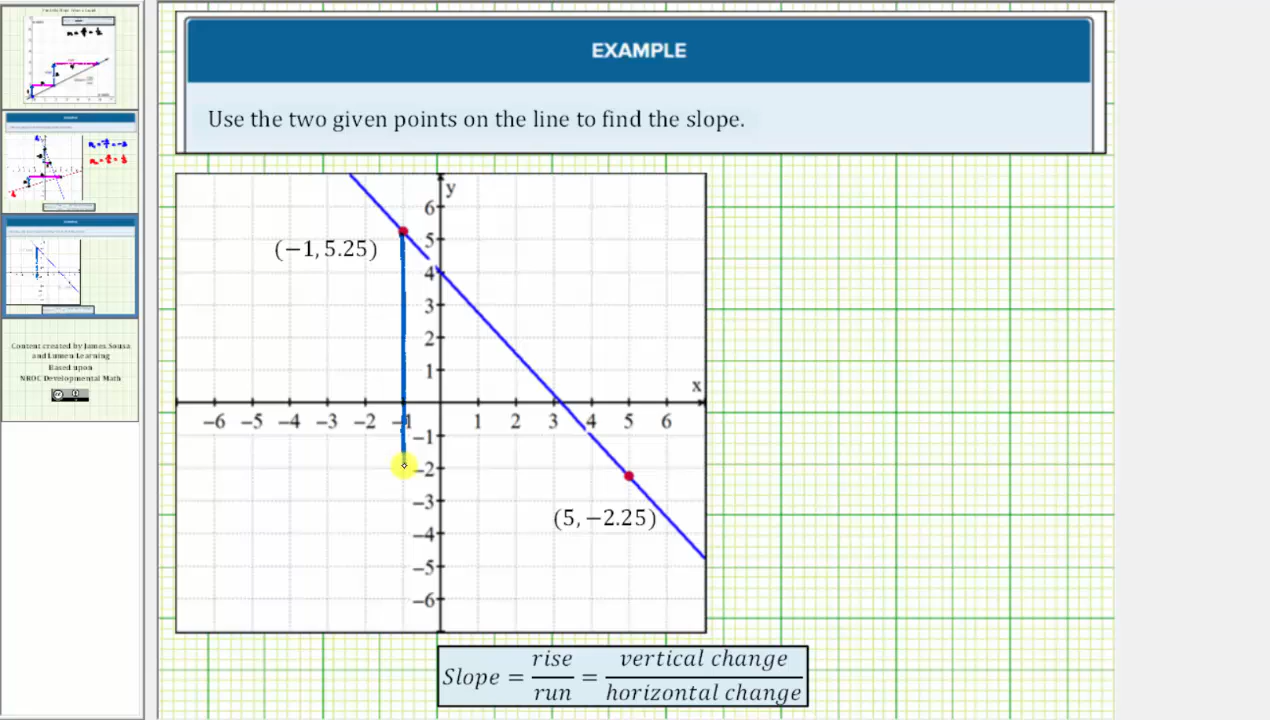 EXAMPLE
Use the two given points on the line to find the slope.
y
6
(−1, 5.25)
5
4
3
2
1
x
−6 −5 −4 −3 −2 −1 1 2 3 4 5 6
−1
−2
−3
(5, −2.25)
−4
−5
−6
Slope = rise/run = vertical change/horizontal change
Content created by James Sousa
and Lumen Learning
Based upon
NROC Developmental Math